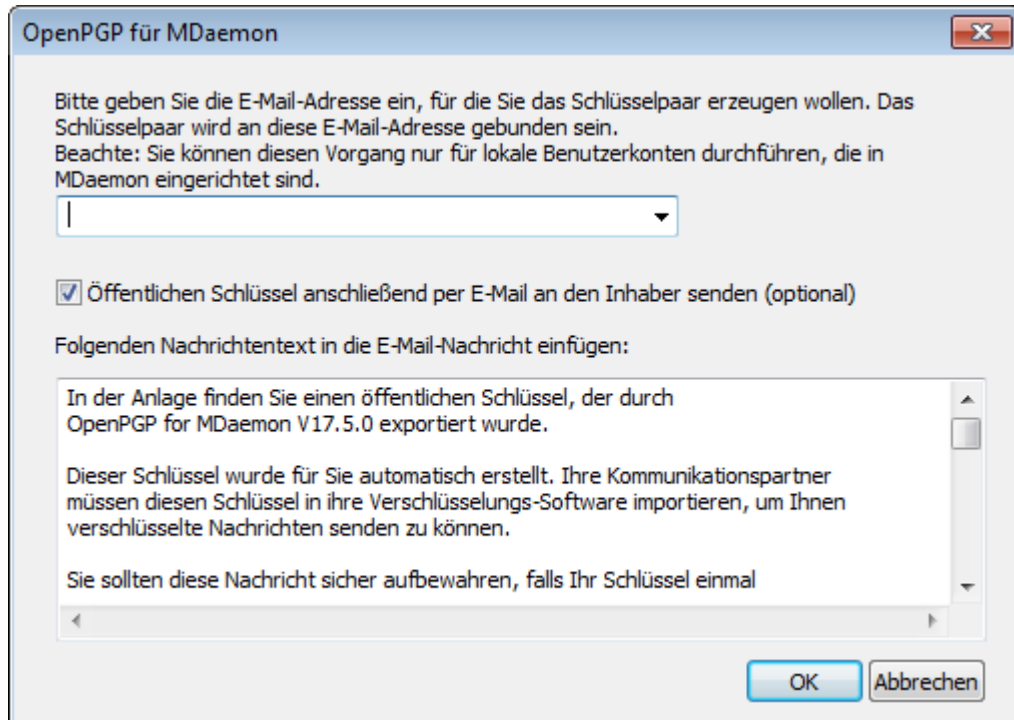 OpenPGP für MDaemon
Bitte geben Sie die E-Mail-Adresse ein, für die Sie das Schlüsselpaar erzeugen wollen. Das
Schlüsselpaar wird an diese E-Mail-Adresse gebunden sein.
Beachte: Sie können diesen Vorgang nur für lokale Benutzerkonten durchführen, die in
MDaemon eingerichtet sind.
Öffentlichen Schlüssel anschließend per E-Mail an den Inhaber senden (optional)
Folgenden Nachrichtentext in die E-Mail-Nachricht einfügen:
In der Anlage finden Sie einen öffentlichen Schlüssel, der durch
OpenPGP for MDaemon V17.5.0 exportiert wurde.
Dieser Schlüssel wurde für Sie automatisch erstellt. Ihre Kommunikationspartner
müssen diesen Schlüssel in ihre Verschlüsselungs-Software importieren, um Ihnen
verschlüsselte Nachrichten senden zu können.
Sie sollten diese Nachricht sicher aufbewahren, falls Ihr Schlüssel einmal
OK
Abbrechen